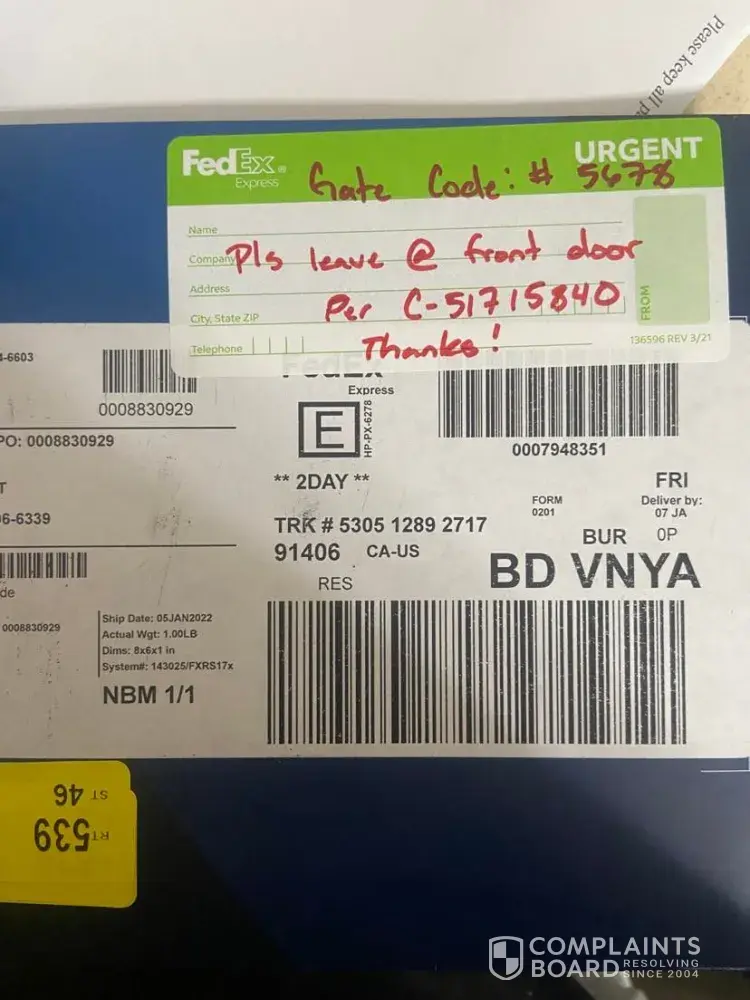 Please keep all
FedEx® URGENT
Express
Gate Code: # 5678
Name
Company
Pls leave @ front door
Address
Per C-51715840
City, State ZIP
FROM
Telephone
Thanks!
136596 REV 3/21
-6603
0008830929
PO: 0008830929
T
06-6339
de
0008830929
FedEx
Express
E
HP-PX-6278
0007948351
** 2DAY **
FRI
FORM
0201
Deliver by:
07 JA
TRK # 5305 1289 2717
BUR 0P
91406 CA-US
BD VNYA
RES
Ship Date: 05JAN2022
Actual Wgt: 1.00LB
Dims: 8x6x1 in
System#: 143025/FXRS17x
NBM 1/1
RT 539
ST 46
COMPLAINTS
BOARD RESOLVING
SINCE 2004